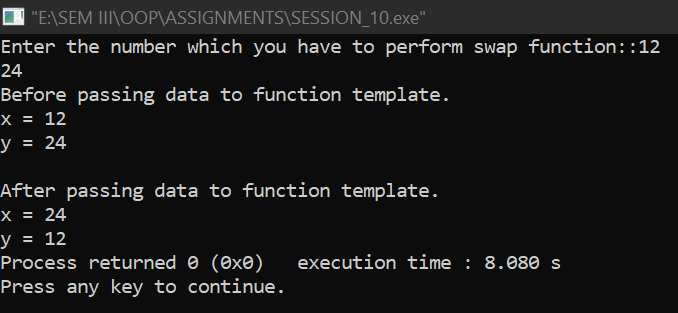 "E:\SEM III\OOP\ASSIGNMENTS\SESSION_10.exe"
Enter the number which you have to perform swap function::12
24
Before passing data to function template.
x = 12
y = 24
After passing data to function template.
x = 24
y = 12
Process returned 0 (0x0)   execution time : 8.080 s
Press any key to continue.